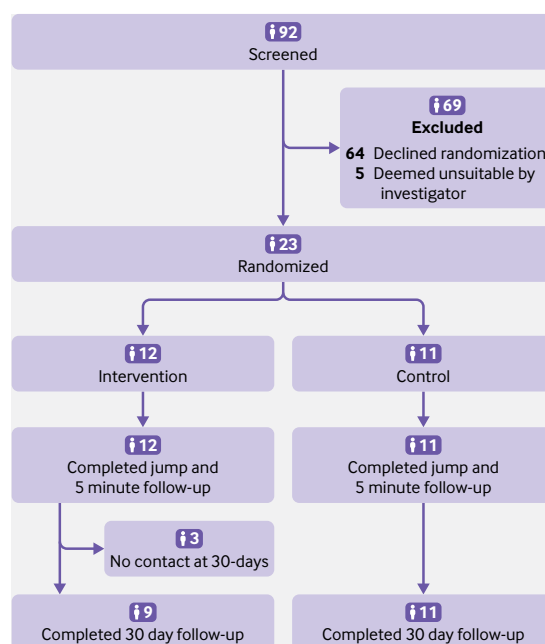 92
Screened
69
Excluded
64 Declined randomization
5 Deemed unsuitable by
investigator
23
Randomized
12
Intervention
11
Control
12
Completed jump and
5 minute follow-up
11
Completed jump and
5 minute follow-up
3
No contact at 30-days
9
Completed 30 day follow-up
11
Completed 30 day follow-up